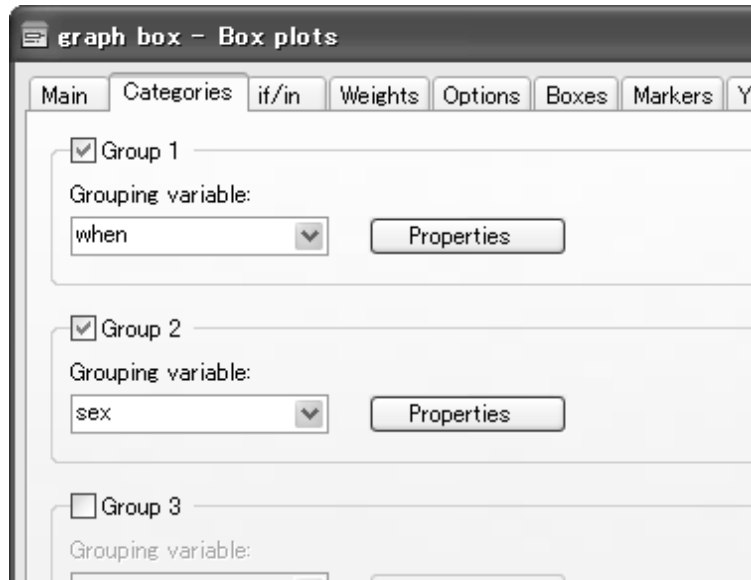 graph box - Box plots
Main Categories if/in Weights Options Boxes Markers Y
Group 1
Grouping variable:
when Properties
Group 2
Grouping variable:
sex Properties
Group 3
Grouping variable: